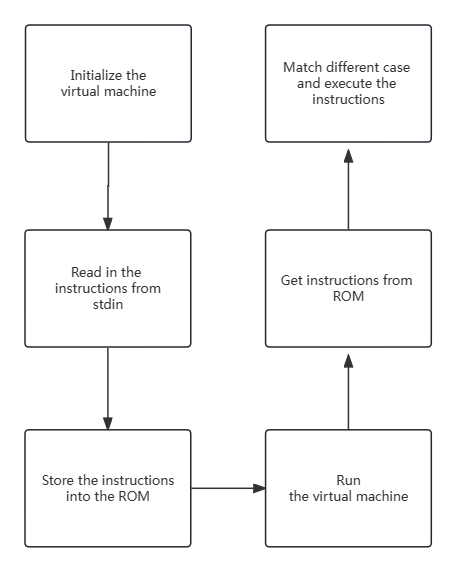 Initialize the
virtual machine
Read in the
instructions from
stdin
Store the instructions
into the ROM
Run
the virtual machine
Get instructions from
ROM
Match different case
and execute the
instructions